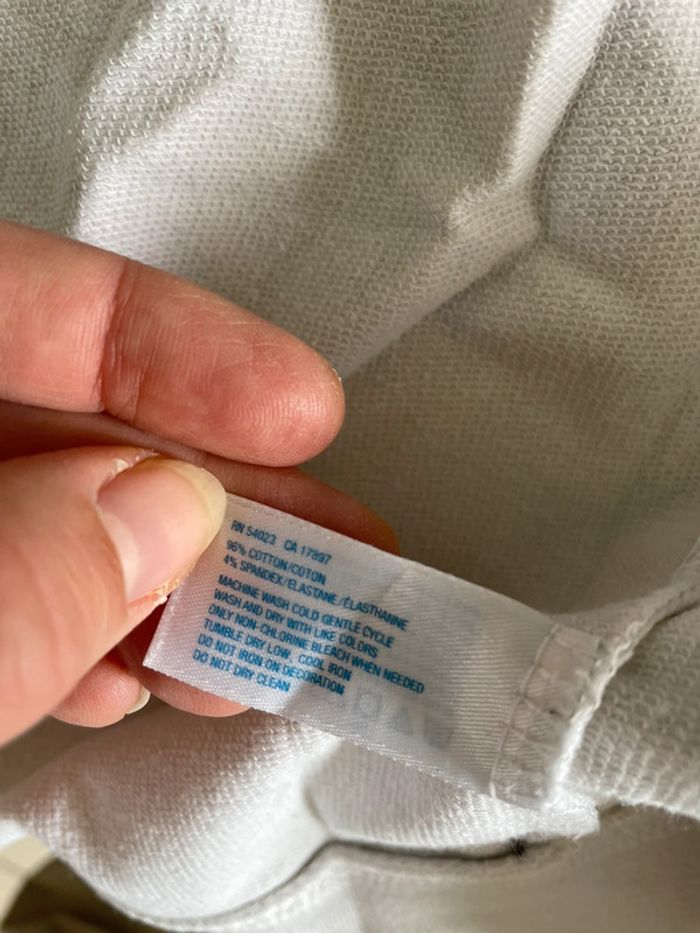 RN 54023 CA 17897
96% COTTON/COTON
4% SPANDEX/ELASTANE/ÉLASTHANNE
MACHINE WASH COLD GENTLE CYCLE
WASH AND DRY WITH LIKE COLORS
ONLY NON-CHLORINE BLEACH WHEN NEEDED
TUMBLE DRY LOW, COOL IRON
DO NOT IRON ON DECORATION
DO NOT DRY CLEAN